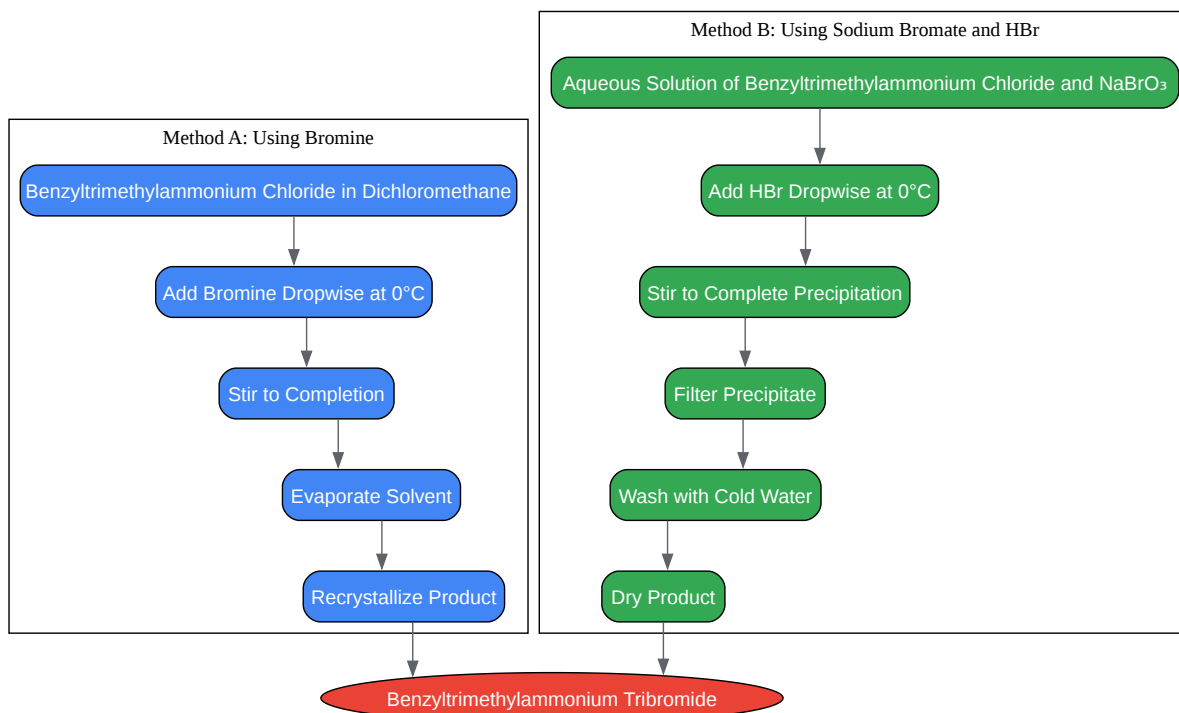 Method A: Using Bromine
Benzyltrimethylammonium Chloride in Dichloromethane
Add Bromine Dropwise at 0°C
Stir to Completion
Evaporate Solvent
Recrystallize Product
Method B: Using Sodium Bromate and HBr
Aqueous Solution of Benzyltrimethylammonium Chloride and NaBrO₃
Add HBr Dropwise at 0°C
Stir to Complete Precipitation
Filter Precipitate
Wash with Cold Water
Dry Product
Benzyltrimethylammonium Tribromide